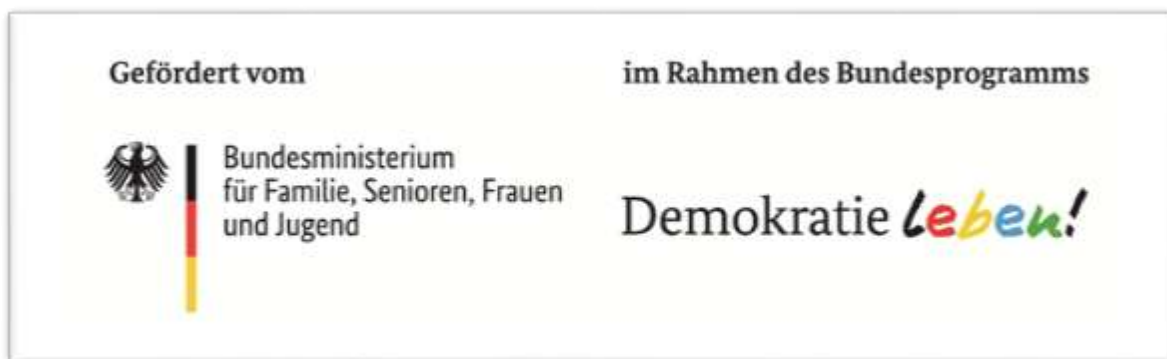 Gefördert vom
im Rahmen des Bundesprogramms
Bundesministerium
für Familie, Senioren, Frauen
und Jugend
Demokratie Leben!